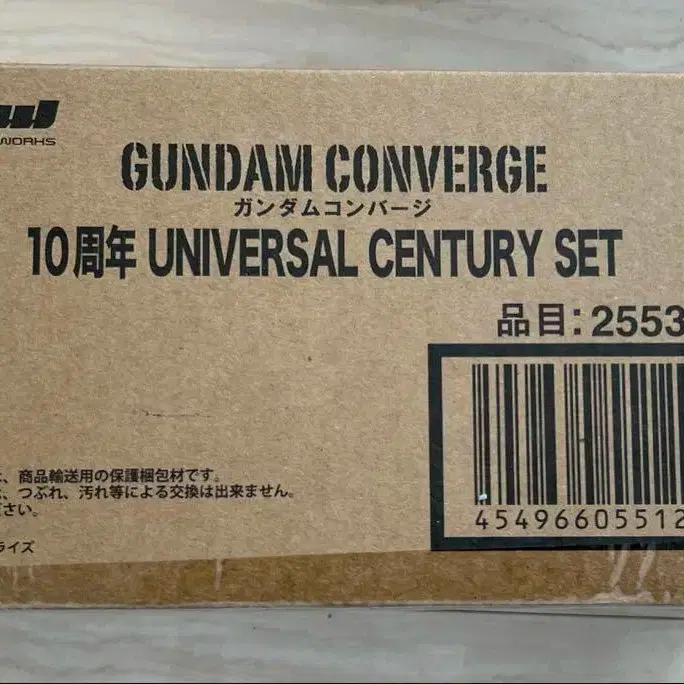 WORKS
GUNDAM CONVERGE
ガンダムコンバージ
10周年 UNIVERSAL CENTURY SET
品目:2553
4549660551 2
、商品輸送用の保護梱包材です。
、つぶれ、汚れ等による交換は出来ません。
ださい。
ライズ